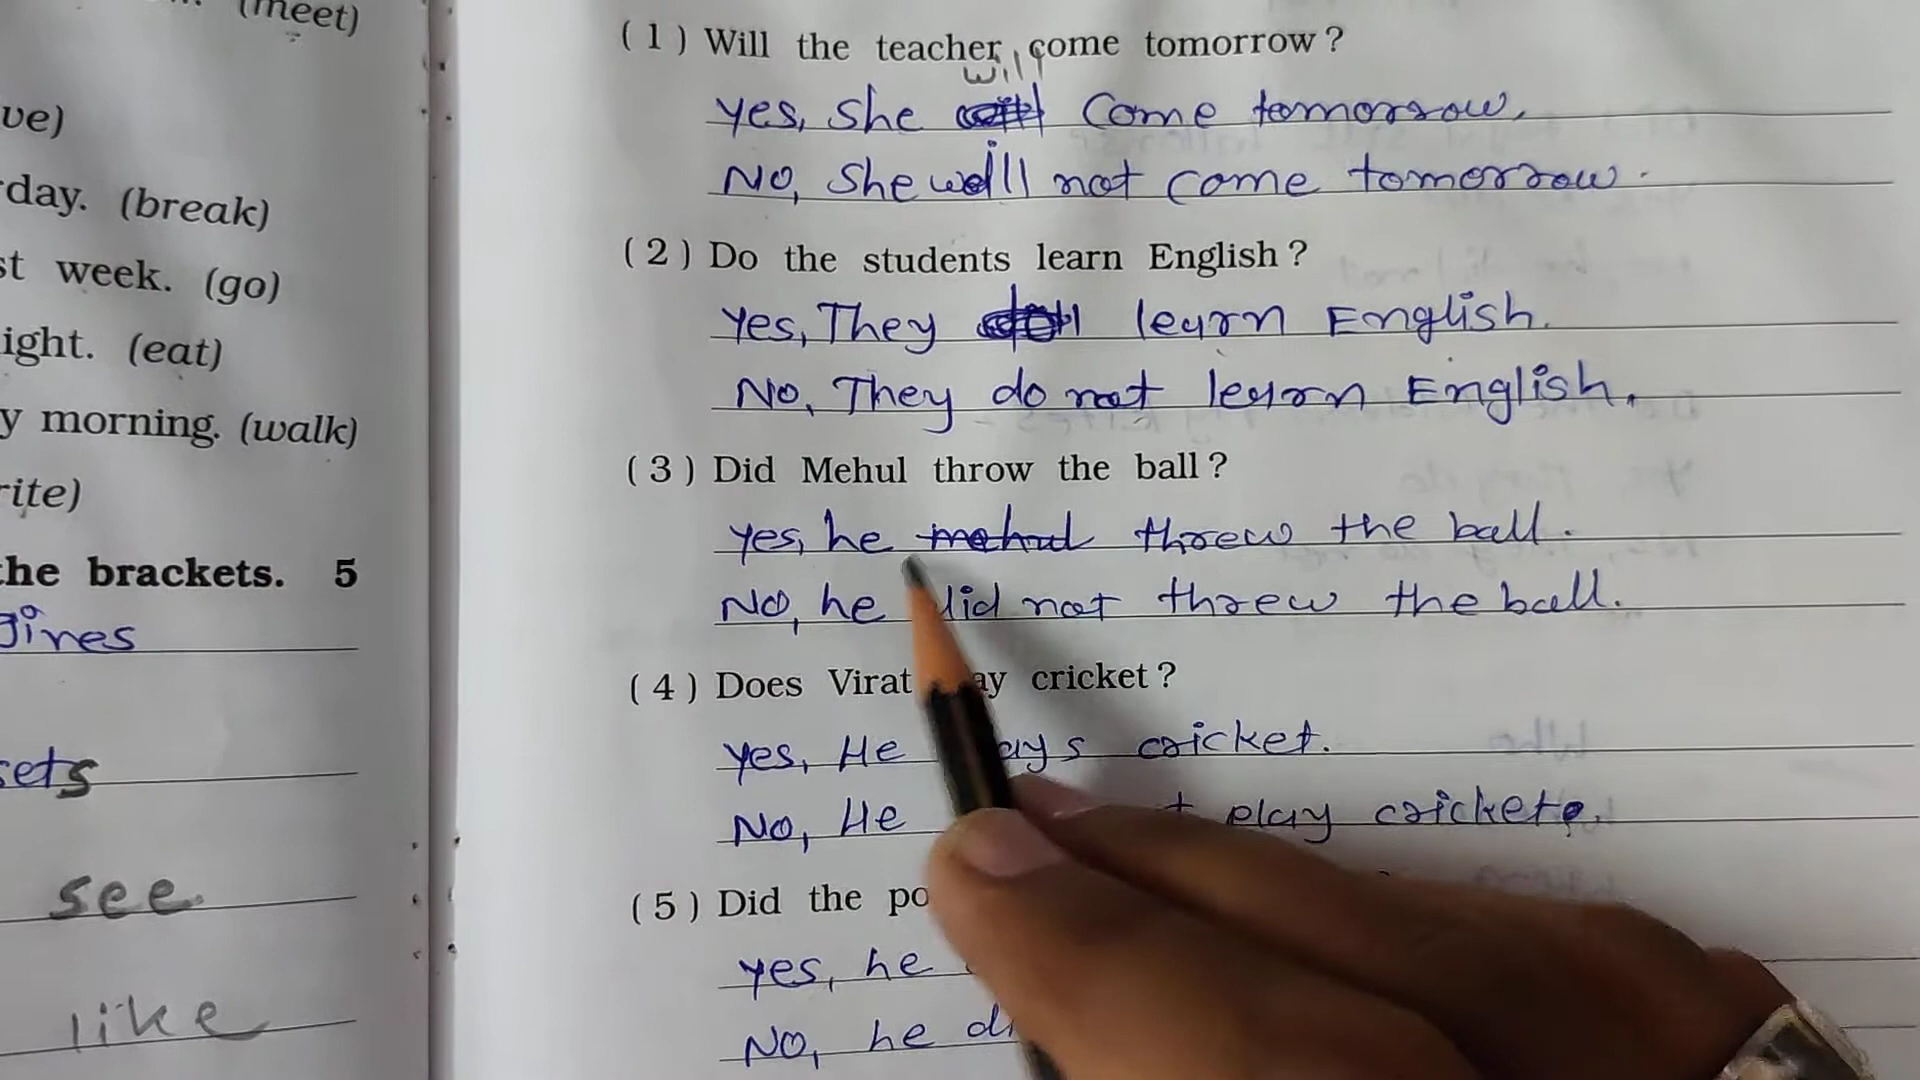 (meet)
ve)
day. (break)
st week. (go)
ight. (eat)
y morning. (walk)
rite)
he brackets. 5
gives
sets
see
like
(1) Will the teacher come tomorrow?
will
Yes, She come tomorrow.
No, She will not come tomorrow.
(2) Do the students learn English?
Yes, They learn English.
No, They do not learn English.
(3) Did Mehul throw the ball?
Yes, he mehul threw the ball.
No, he did not threw the ball.
(4) Does Virat ay cricket?
Yes, He ays cricket.
No, He t play cricket.
(5) Did the po
Yes, he
No, he di